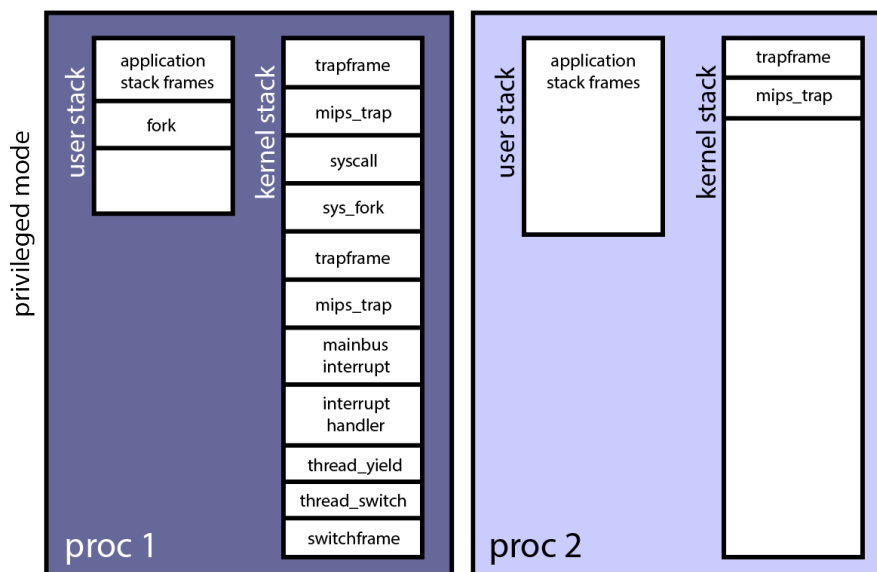 privileged mode
user stack
application
stack frames
fork
kernel stack
trapframe
mips_trap
syscall
sys_fork
trapframe
mips_trap
mainbus
interrupt
interrupt
handler
thread_yield
thread_switch
switchframe
proc 1
user stack
application
stack frames
kernel stack
trapframe
mips_trap
proc 2